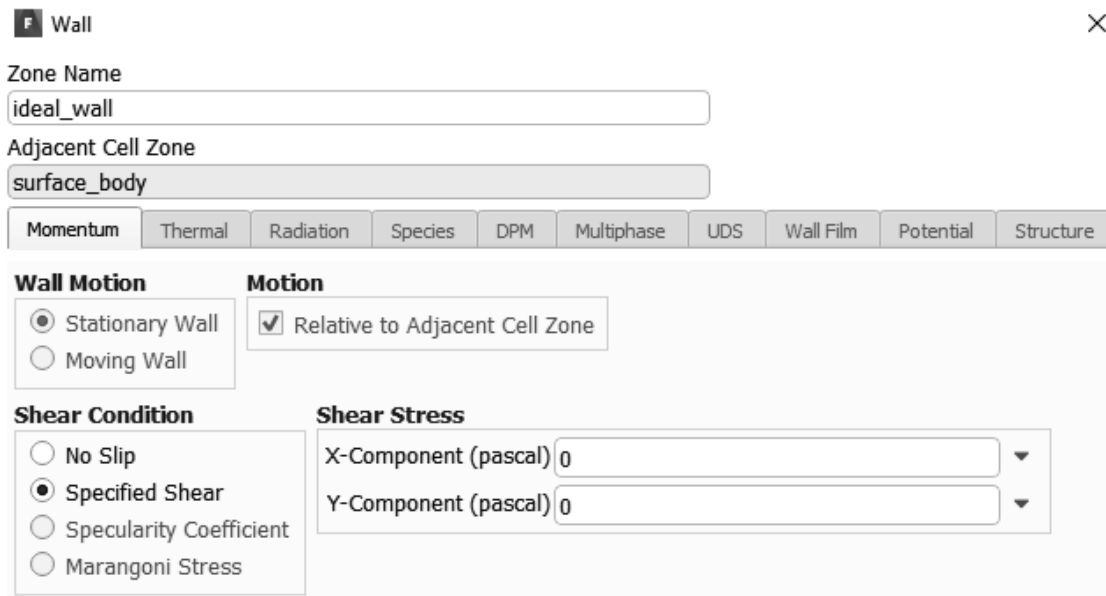 F Wall
Zone Name
ideal_wall
Adjacent Cell Zone
surface_body
Momentum Thermal Radiation Species DPM Multiphase UDS Wall Film Potential Structure
Wall Motion Motion
Stationary Wall Relative to Adjacent Cell Zone
Moving Wall
Shear Condition Shear Stress
No Slip X-Component (pascal) 0
Specified Shear Y-Component (pascal) 0
Specularity Coefficient
Marangoni Stress